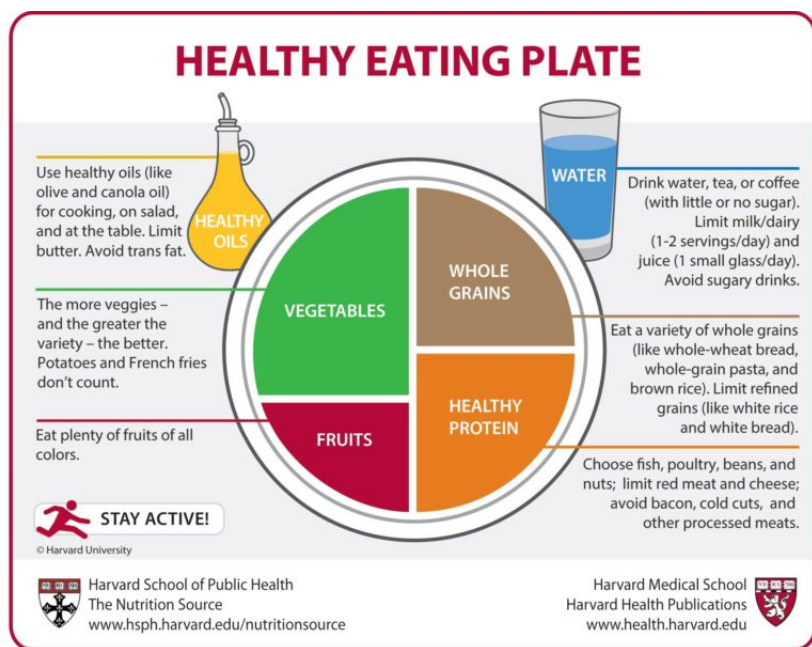 HEALTHY EATING PLATE
Use healthy oils (like
olive and canola oil)
for cooking, on salad,
and at the table. Limit
butter. Avoid trans fat.
HEALTHY
OILS
The more veggies –
and the greater the
variety – the better.
Potatoes and French fries
don't count.
Eat plenty of fruits of all
colors.
VEGETABLES
FRUITS
WHOLE
GRAINS
HEALTHY
PROTEIN
WATER
Drink water, tea, or coffee
(with little or no sugar).
Limit milk/dairy
(1-2 servings/day) and
juice (1 small glass/day).
Avoid sugary drinks.
Eat a variety of whole grains
(like whole-wheat bread,
whole-grain pasta, and
brown rice). Limit refined
grains (like white rice
and white bread).
Choose fish, poultry, beans, and
nuts; limit red meat and cheese;
avoid bacon, cold cuts, and
other processed meats.
STAY ACTIVE!
© Harvard University
Harvard School of Public Health
The Nutrition Source
www.hsph.harvard.edu/nutritionsource
Harvard Medical School
Harvard Health Publications
www.health.harvard.edu